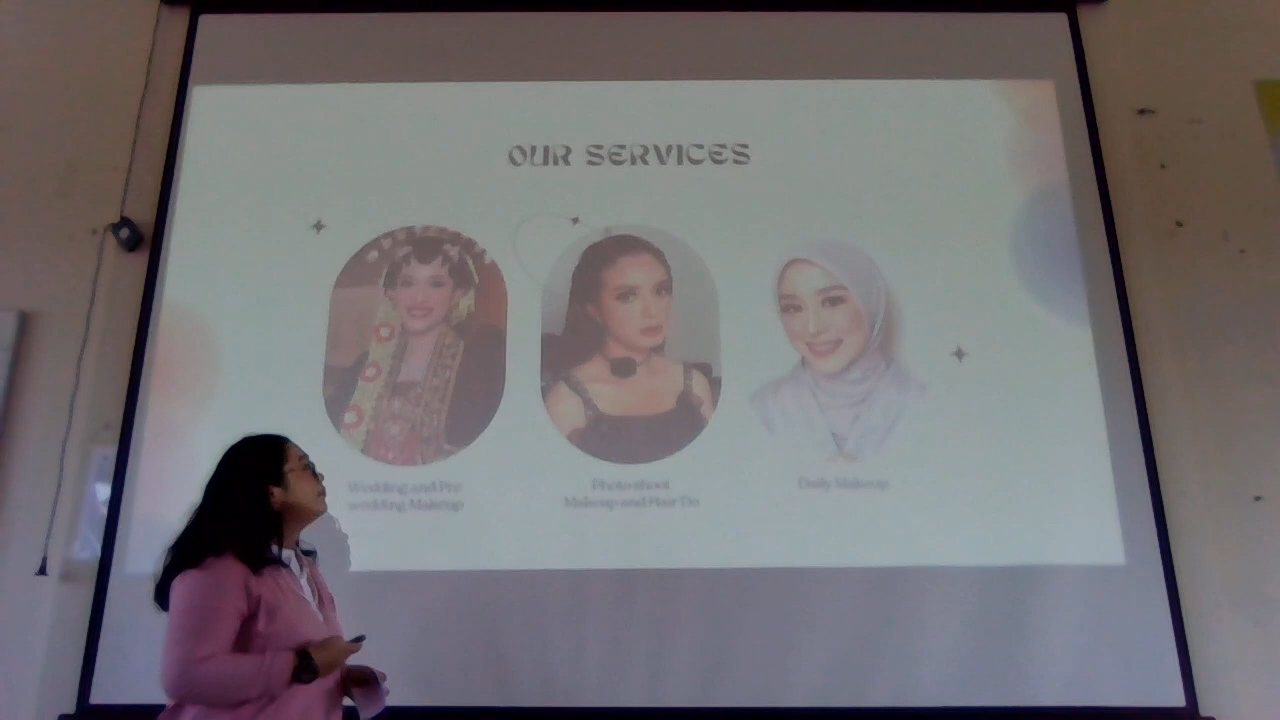 OUR SERVICES
Wedding and Pre
wedding Makeup
Photoshoot
Makeup and Hair Do
Daily Makeup